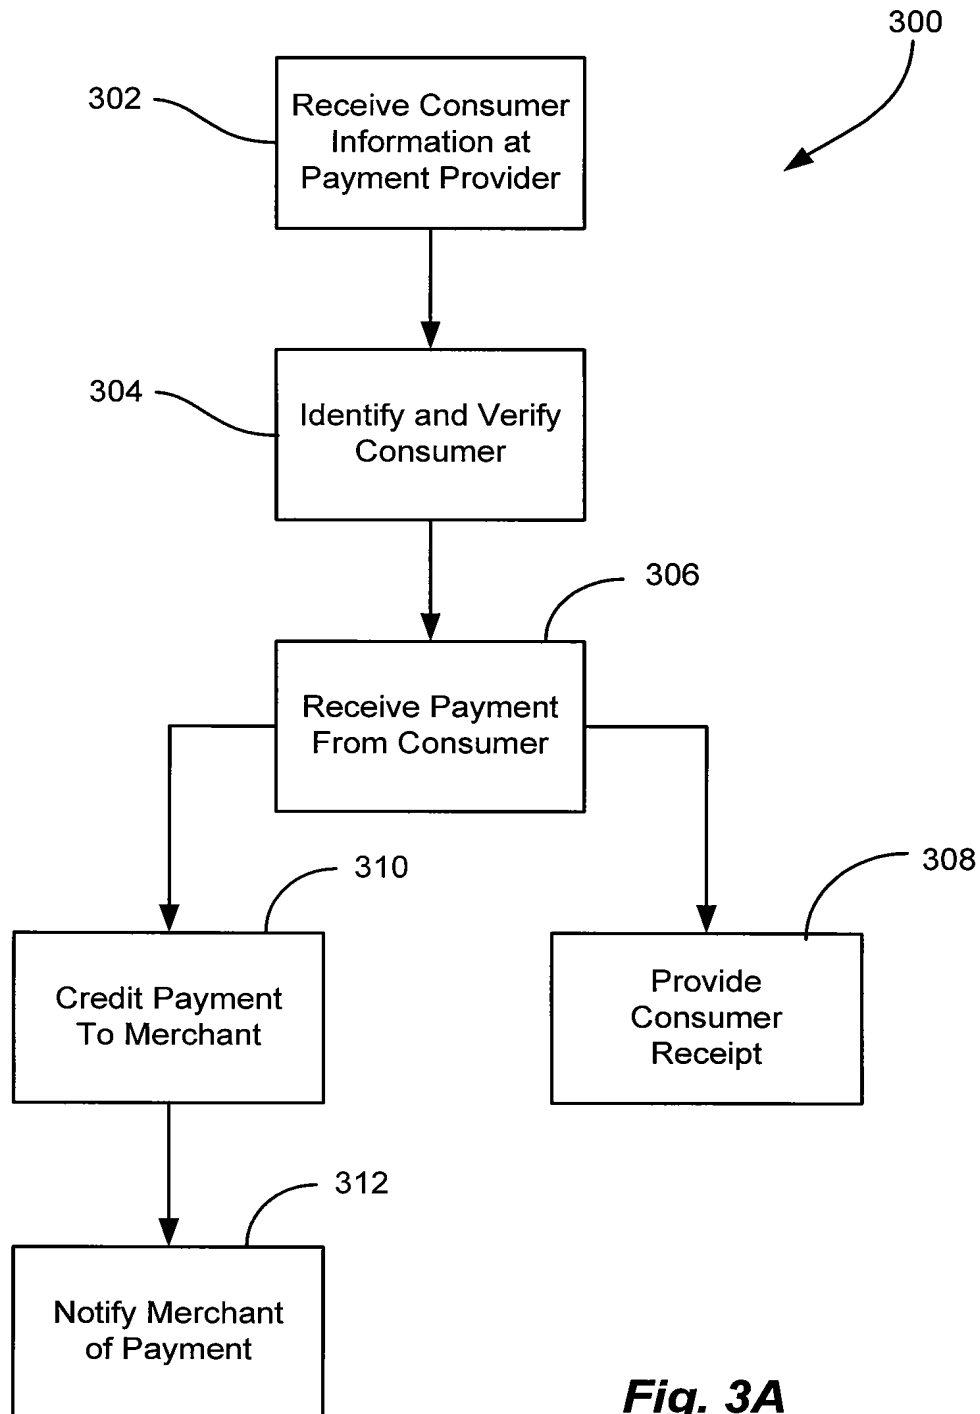 300
302
Receive Consumer
Information at
Payment Provider
304
Identify and Verify
Consumer
306
Receive Payment
From Consumer
310
308
Credit Payment
To Merchant
Provide
Consumer
Receipt
312
Notify Merchant
of Payment
Fig. 3A